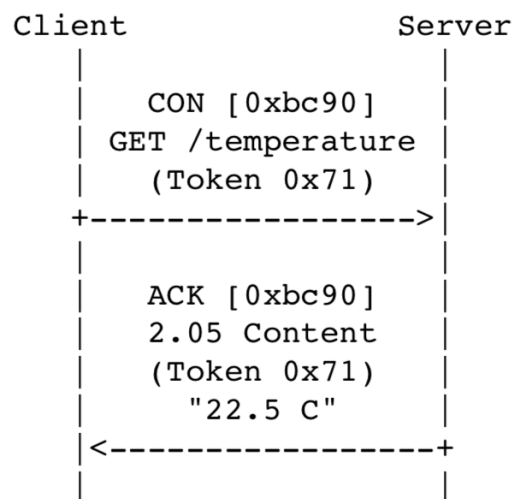 Client Server
CON [0xbc90]
GET /temperature
(Token 0x71)
ACK [0xbc90]
2.05 Content
(Token 0x71)
"22.5 C"